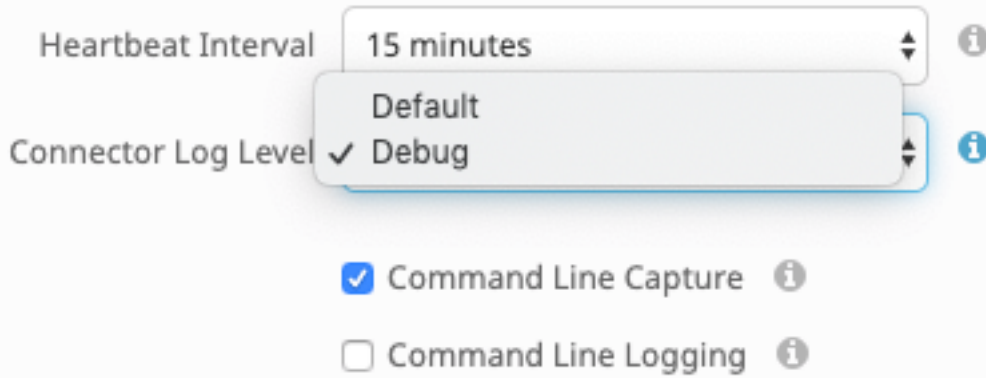 Heartbeat Interval 15 minutes
Default
Connector Log Level ✓ Debug
Command Line Capture
Command Line Logging